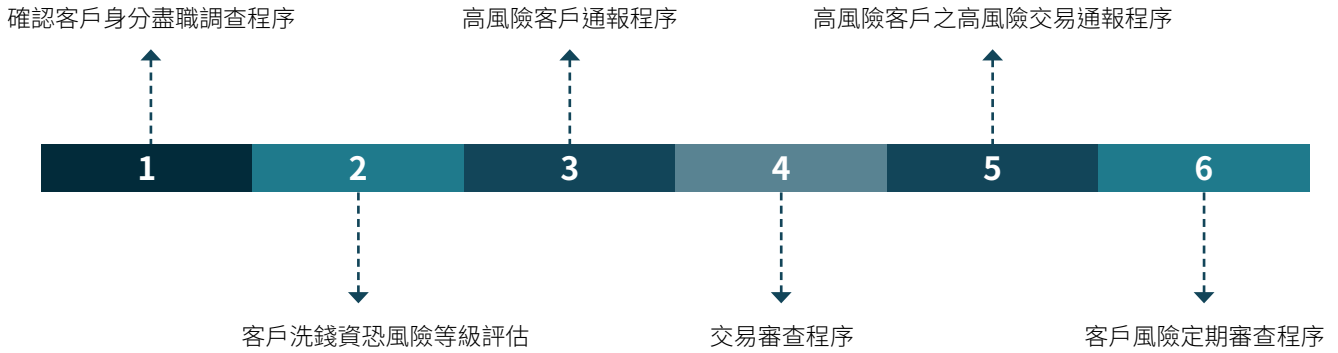 確認客戶身分盡職調查程序
高風險客戶通報程序
高風險客戶之高風險交易通報程序
1
2
3
4
5
6
客戶洗錢資恐風險等級評估
交易審查程序
客戶風險定期審查程序